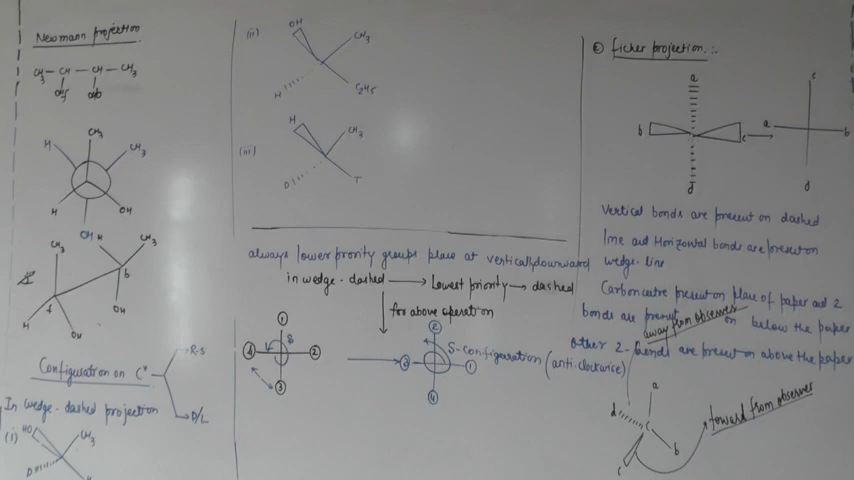 Newmann projection
CH3 - CH - CH - CH3
CH3
H
CH3
H
OH
OH
CH3
H
CH3
b
f
H
OH
OH
Configuration on C*
R-S
D/L
In wedge-dashed projection
(i)
HO
CH3
D
(ii)
OH
CH3
H
C2H5
(iii)
H
CH3
D
T
always lower prority groups place at vertically downward
in wedge-dashed → Lowest priority → dashed
for above operation
1
4
2
3
S
2
3
1
4
S-configuration
(anti-clockwise)
② ficher projection :-
a
b
c
d
c
a
b
d
Vertical bonds are present on dashed
line and Horizontal bonds are present on
wedge-line
Carbon centre present on plane of paper and 2
bonds are present on below the paper
away from observer
other 2-bonds are present on above the paper
a
d
C
b
c
toward from observer